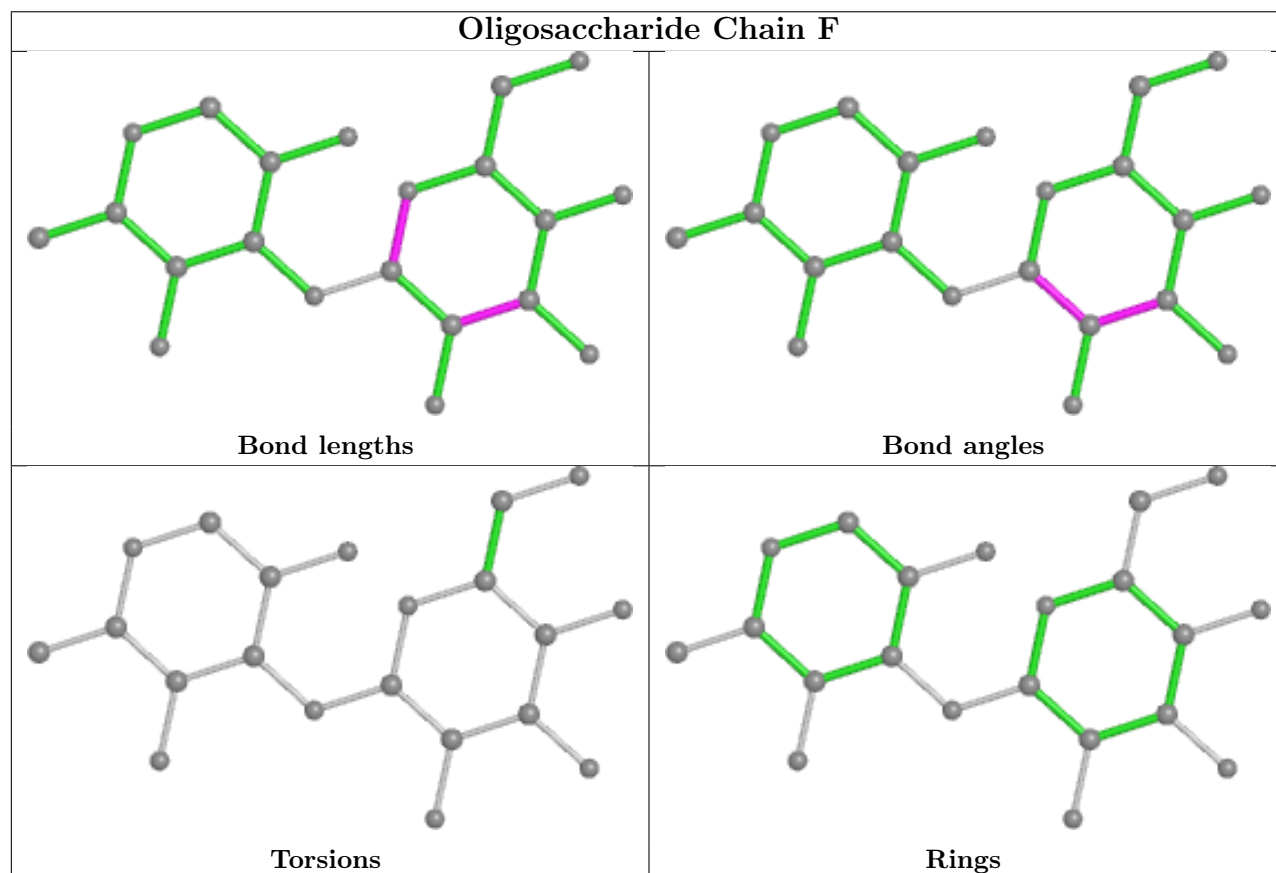 Oligosaccharide Chain F
Bond lengths
Bond angles
Torsions
Rings